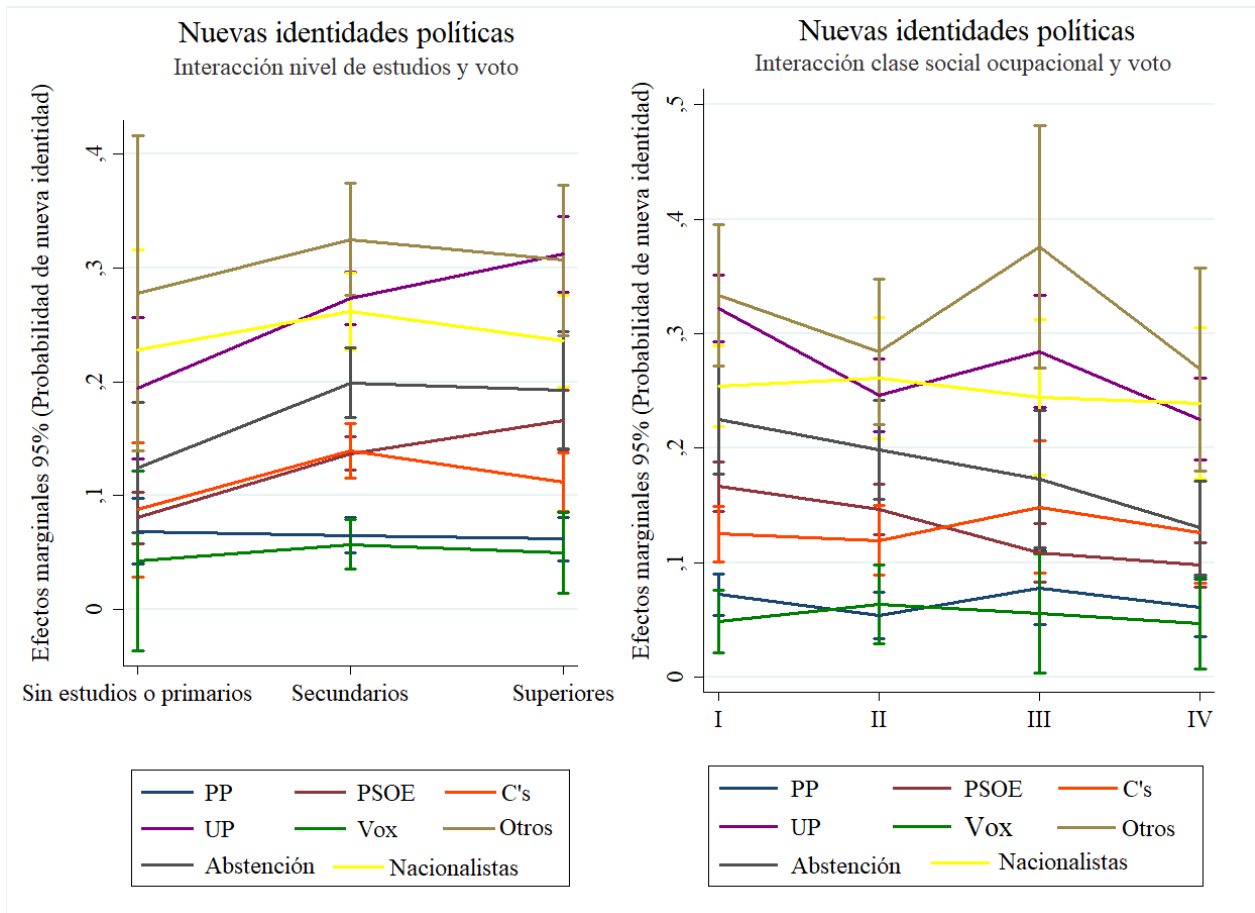 Nuevas identidades políticas
Interacción nivel de estudios y voto
Efectos marginales 95% (Probabilidad de nueva identidad)
,4
,3
,2
,1
0
Sin estudios o primarios
Secundarios
Superiores
PP
PSOE
C's
UP
Vox
Otros
Abstención
Nacionalistas
Nuevas identidades políticas
Interacción clase social ocupacional y voto
Efectos marginales 95% (Probabilidad de nueva identidad)
,5
,4
,3
,2
,1
0
I
II
III
IV
PP
PSOE
C's
UP
Vox
Otros
Abstención
Nacionalistas